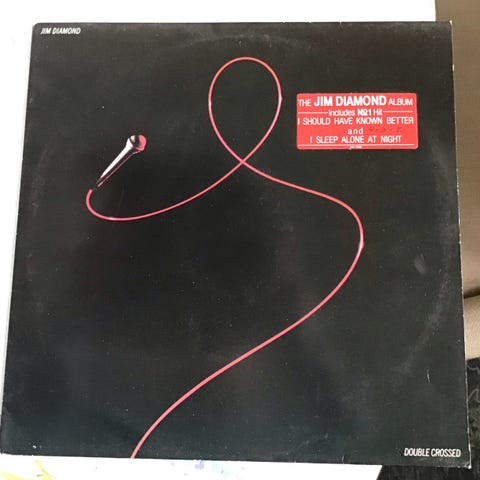 JIM DIAMOND
THE JIM DIAMOND ALBUM
Includes No1 Hit
I SHOULD HAVE KNOWN BETTER
and
I SLEEP ALONE AT NIGHT
DOUBLE CROSSED